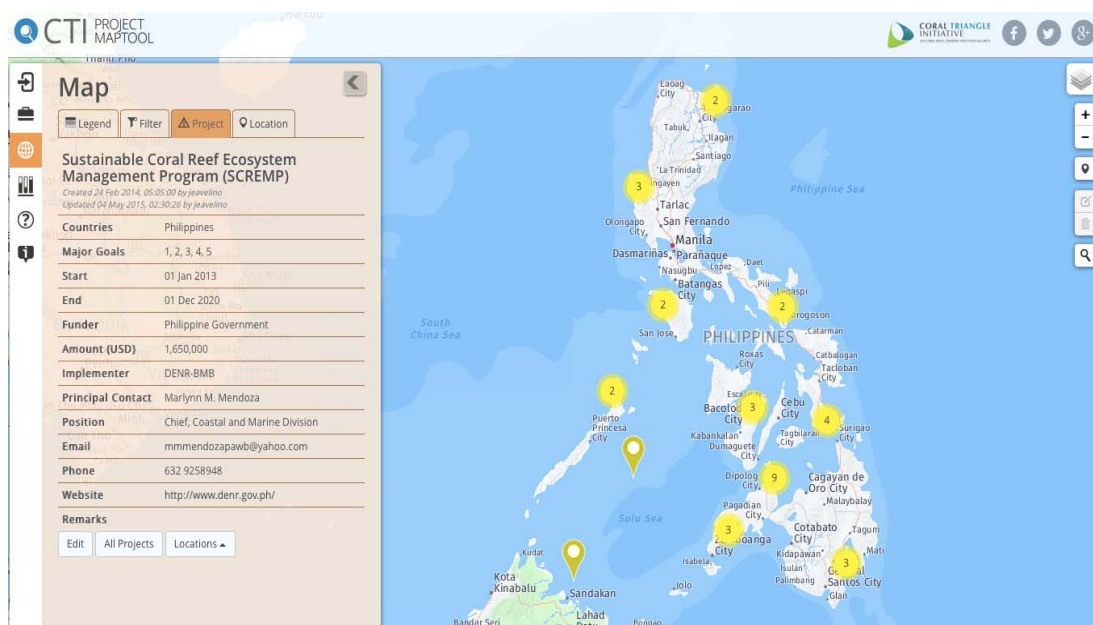 CTI PROJECT MAPTOOL
CORAL TRIANGLE
INITIATIVE
Map
Legend
Filter
Project
Location
Sustainable Coral Reef Ecosystem
Management Program (SCREMP)
Created 24 Feb 2014, 05:05:00 by jeavelino
Updated 04 May 2015, 02:30:26 by jeavelino
Countries Philippines
Major Goals 1, 2, 3, 4, 5
Start 01 Jan 2013
End 01 Dec 2020
Funder Philippine Government
Amount (USD) 1,650,000
Implementer DENR-BMB
Principal Contact Marlynn M. Mendoza
Position Chief, Coastal and Marine Division
Email mmmendozapawb@yahoo.com
Phone 632 9258948
Website http://www.denr.gov.ph/
Remarks
Edit
All Projects
Locations
Laoag
City
2
City
Tabuk
Ilagan
Santiago
La Trinidad
3
Tarlac
Olongapo
City
San Fernando
Manila
Dasmariñas
Parañaque
Nasugbu
Lopez
Daet
Batangas
City
Pili
2
2
San Jose
Catarman
PHILIPPINES
Roxas
City
Catbalogan
Tacloban
City
2
Puerto
Princesa
City
Bacolod
City
3
Cebu
City
4
Surigao
City
Kabankalan
Tagbilaran
City
Dumaguete
City
Dipolog
City
9
Cagayan de
Oro City
Malaybalay
Pagadian
City
3
City
Cotabato
City
Tagum
Isabela
Kidapawan
Mati
3
Isulan
Palimbang
Santos City
Glan
Jolo
Kudat
Kota
Kinabalu
Sandakan
Lahad
Bandar Seri
Bongao
Philippine Sea
South
China Sea
Sulu Sea